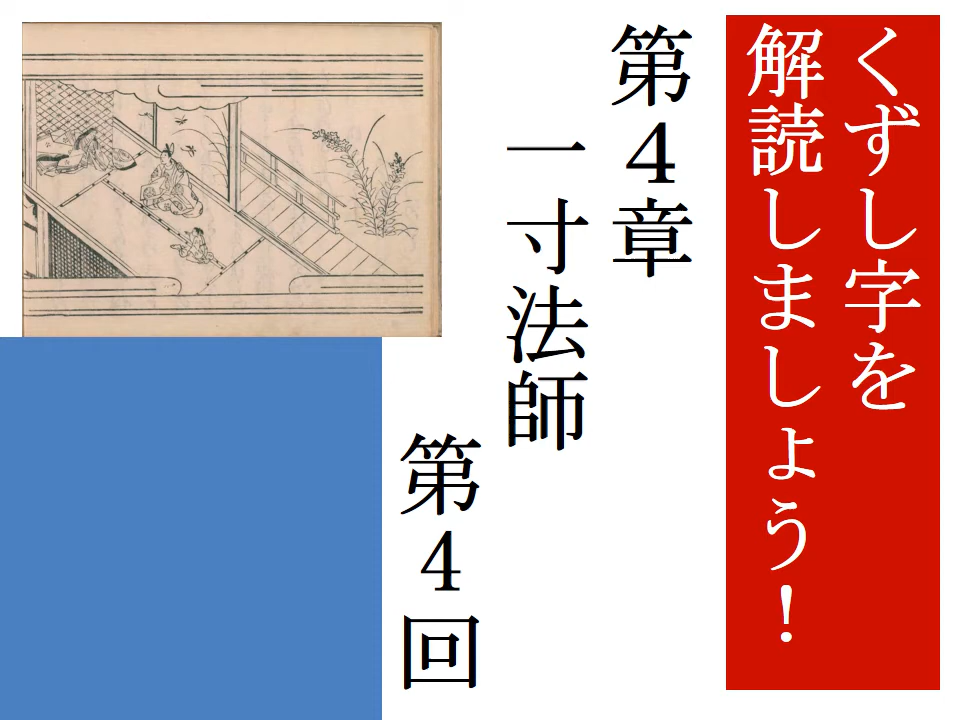 くずし字を
解読しましょう！
第４章
一寸法師
第４回